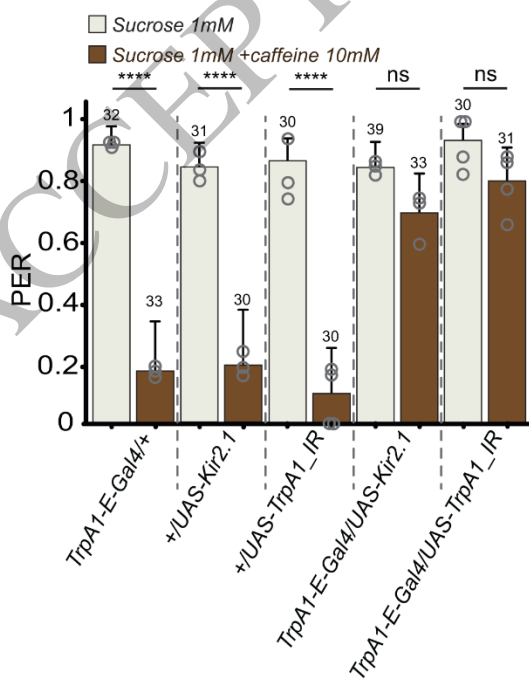 Sucrose 1mM
Sucrose 1mM +caffeine 10mM
**** **** **** ns ns
PER
1
0.8
0.6
0.4
0.2
0
32
33
31
30
30
30
39
33
30
31
TrpA1-E-Gal4/+
+/UAS-Kir2.1
+/UAS-TrpA1_IR
TrpA1-E-Gal4/UAS-Kir2.1
TrpA1-E-Gal4/UAS-TrpA1_IR
ACCEP